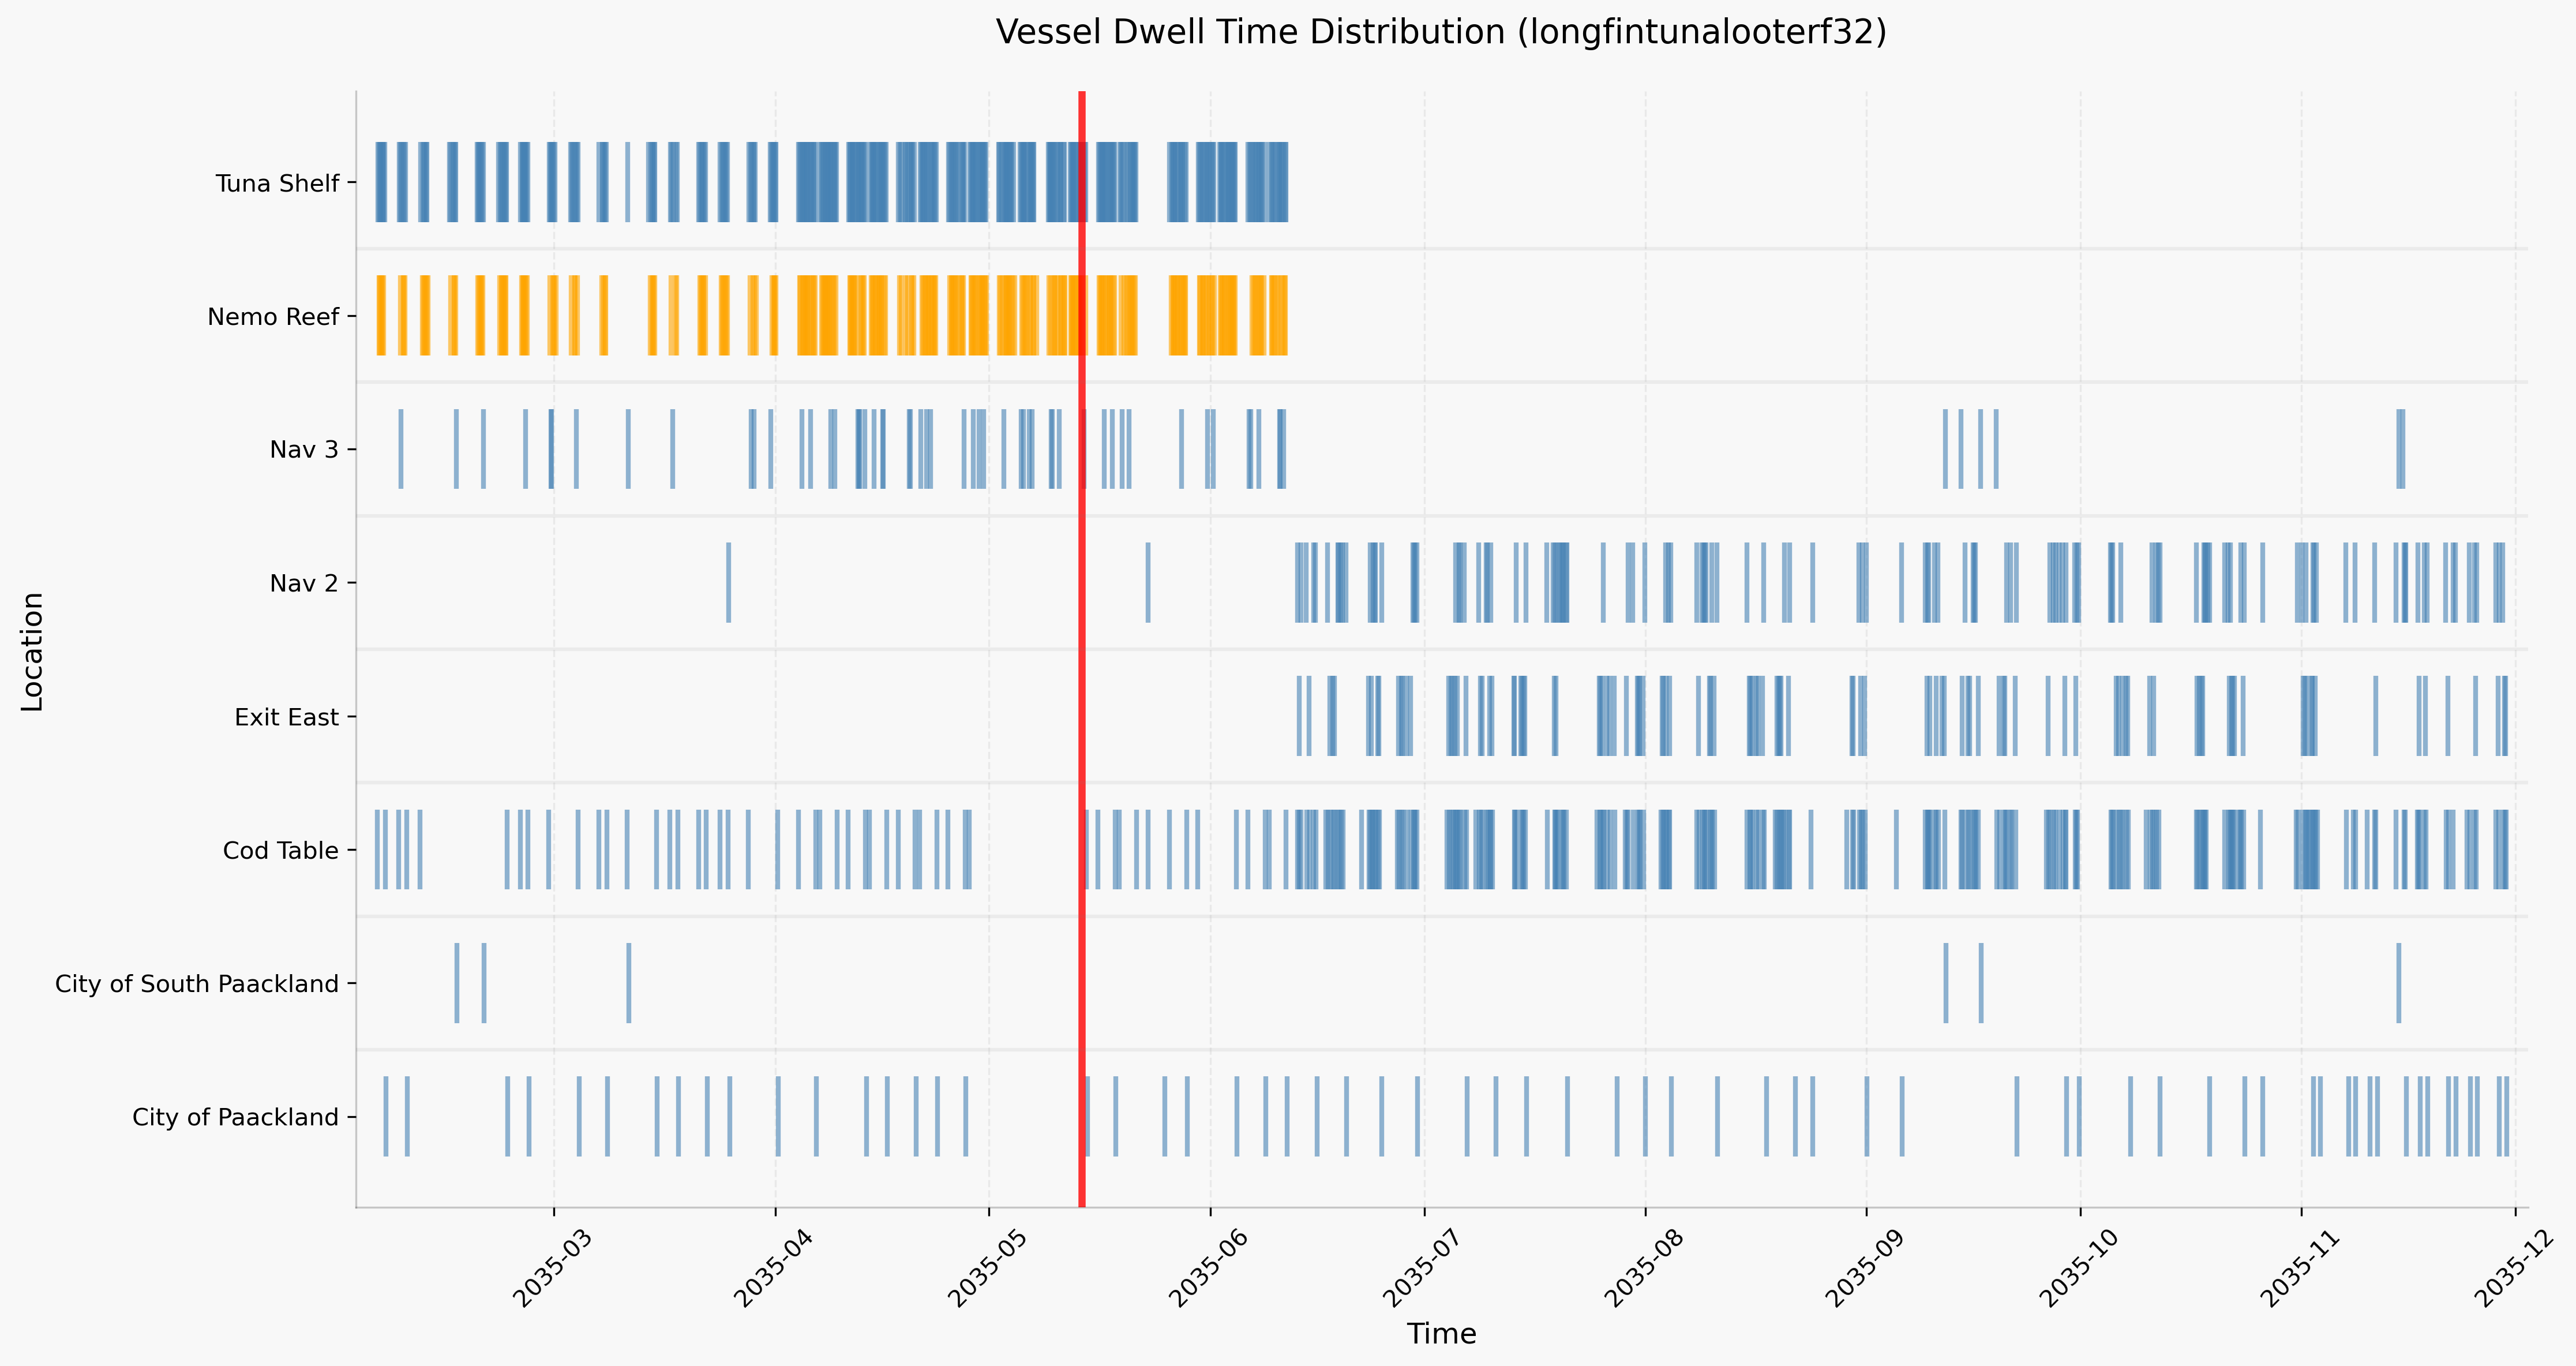 Vessel Dwell Time Distribution (longfintunalooterf32)
Location
Tuna Shelf
Nemo Reef
Nav 3
Nav 2
Exit East
Cod Table
City of South Paackland
City of Paackland
2035-03
2035-04
2035-05
2035-06
2035-07
2035-08
2035-09
2035-10
2035-11
2035-12
Time